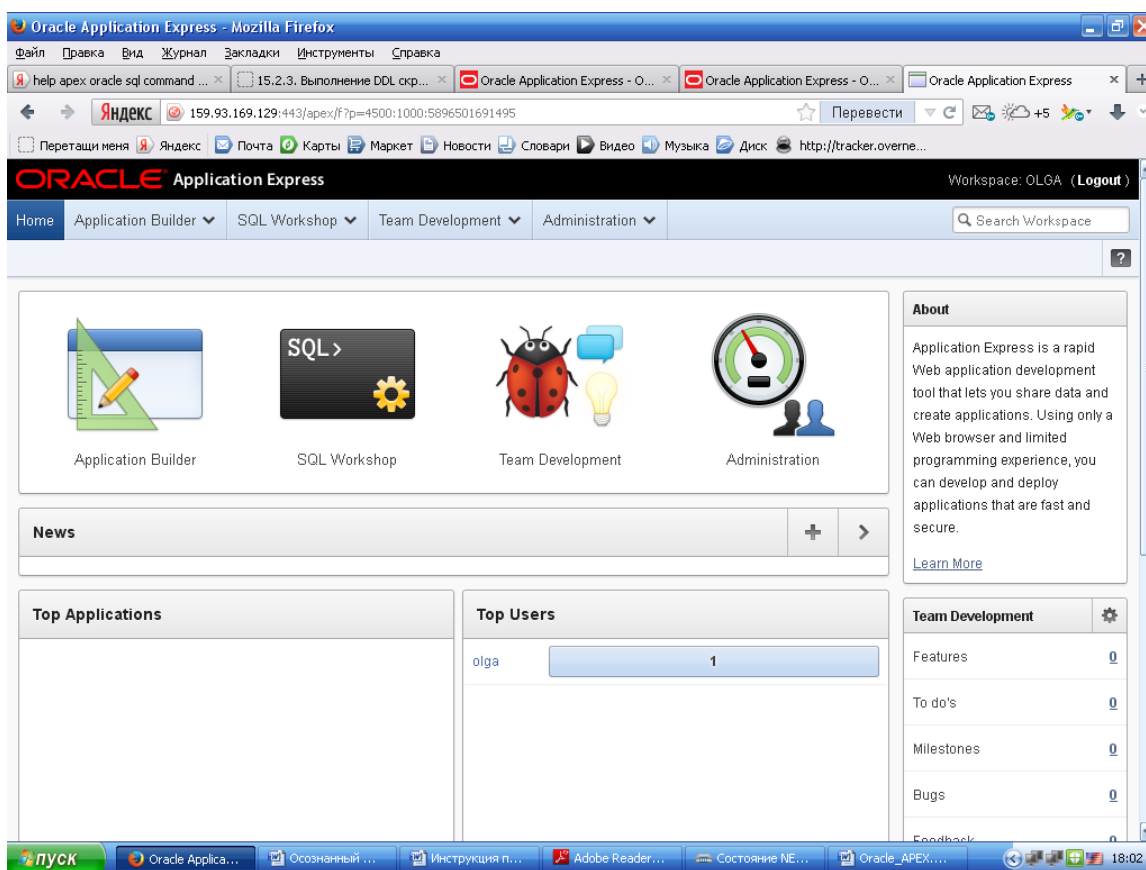 Oracle Application Express - Mozilla Firefox
Файл Правка Вид Журнал Закладки Инструменты Справка
help apex oracle sql command ... 15.2.3. Выполнение DDL скр... Oracle Application Express - O... Oracle Application Express - O... Oracle Application Express
Яндекс 159.93.169.129:443/apex/f?p=4500:1000:5896501691495 Перевести +5
Перетащи меня Яндекс Почта Карты Маркет Новости Словари Видео Музыка Диск http://tracker.overne...
ORACLE Application Express Workspace: OLGA (Logout)
Home Application Builder SQL Workshop Team Development Administration Search Workspace
?
SQL>
Application Builder SQL Workshop Team Development Administration
About
Application Express is a rapid
Web application development
tool that lets you share data and
create applications. Using only a
Web browser and limited
programming experience, you
can develop and deploy
applications that are fast and
secure.
Learn More
News
Top Applications
Top Users
olga 1
Team Development
Features 0
To do's 0
Milestones 0
Bugs 0
Feedback 0
пуск Oracle Applica... Осознанный ... Инструкция п... Adobe Reader... Состояние NE... Oracle_APEX.... 18:02